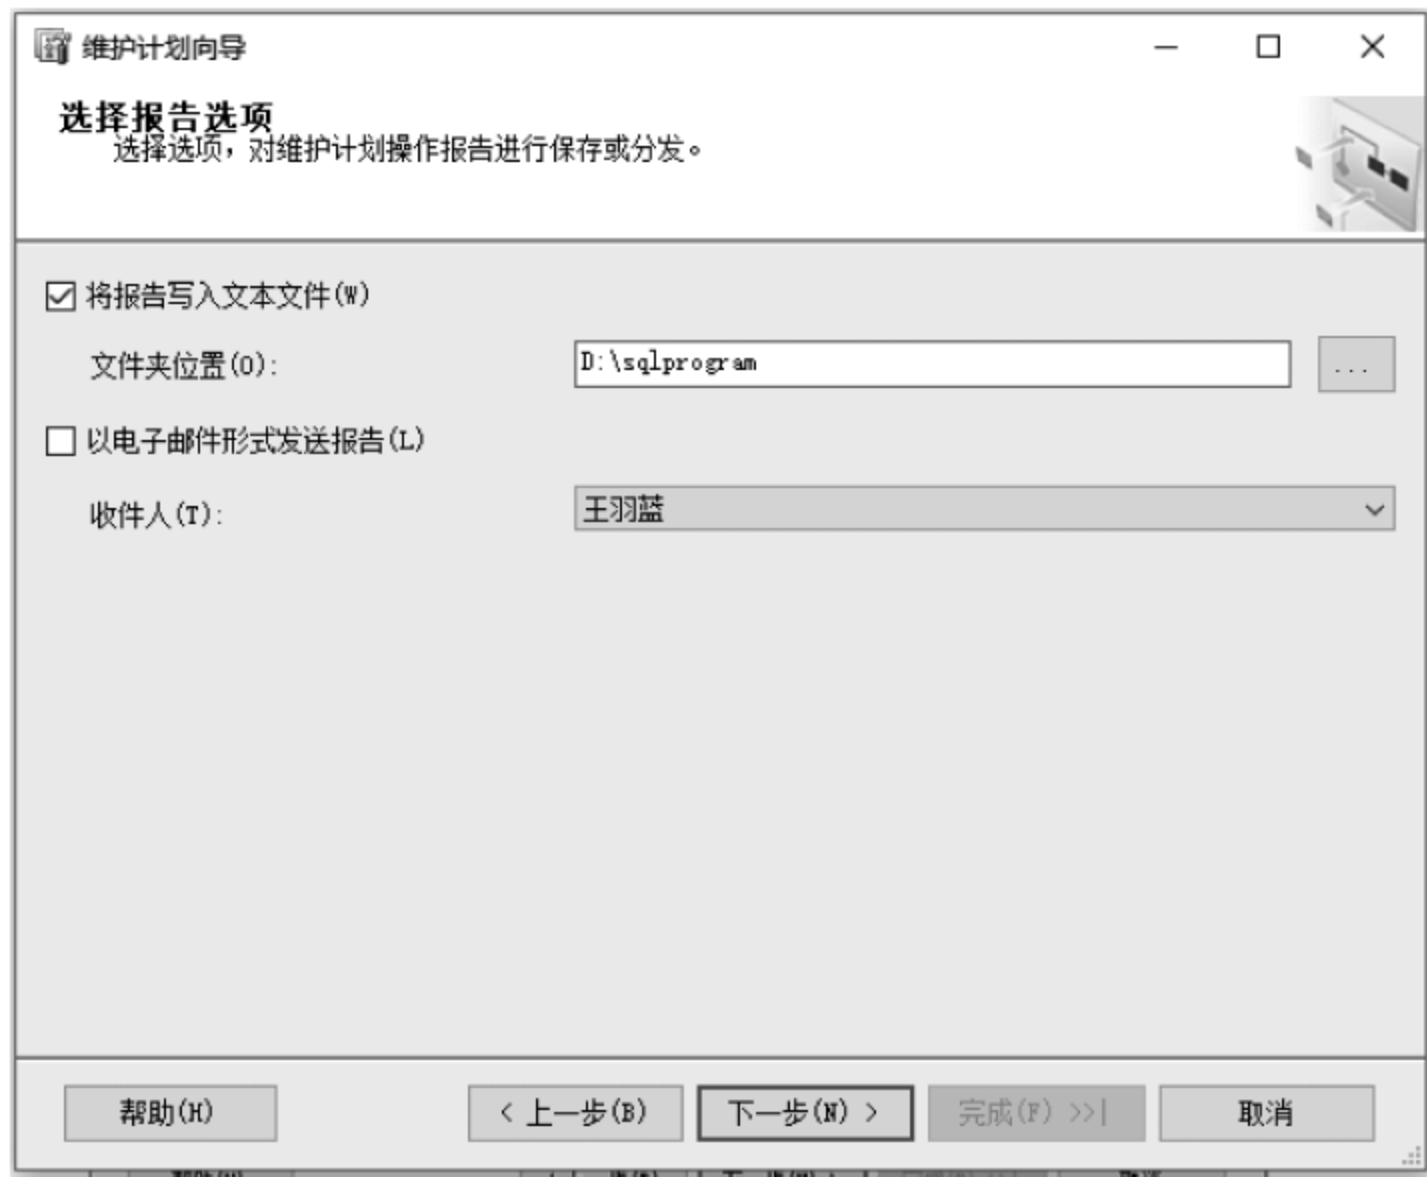 维护计划向导
选择报告选项
选择选项，对维护计划操作报告进行保存或分发。
将报告写入文本文件(W)
文件夹位置(O): D:\sqlprogram ...
以电子邮件形式发送报告(L)
收件人(T): 王羽蓝
帮助(H) < 上一步(B) 下一步(N) > 完成(F) >>| 取消